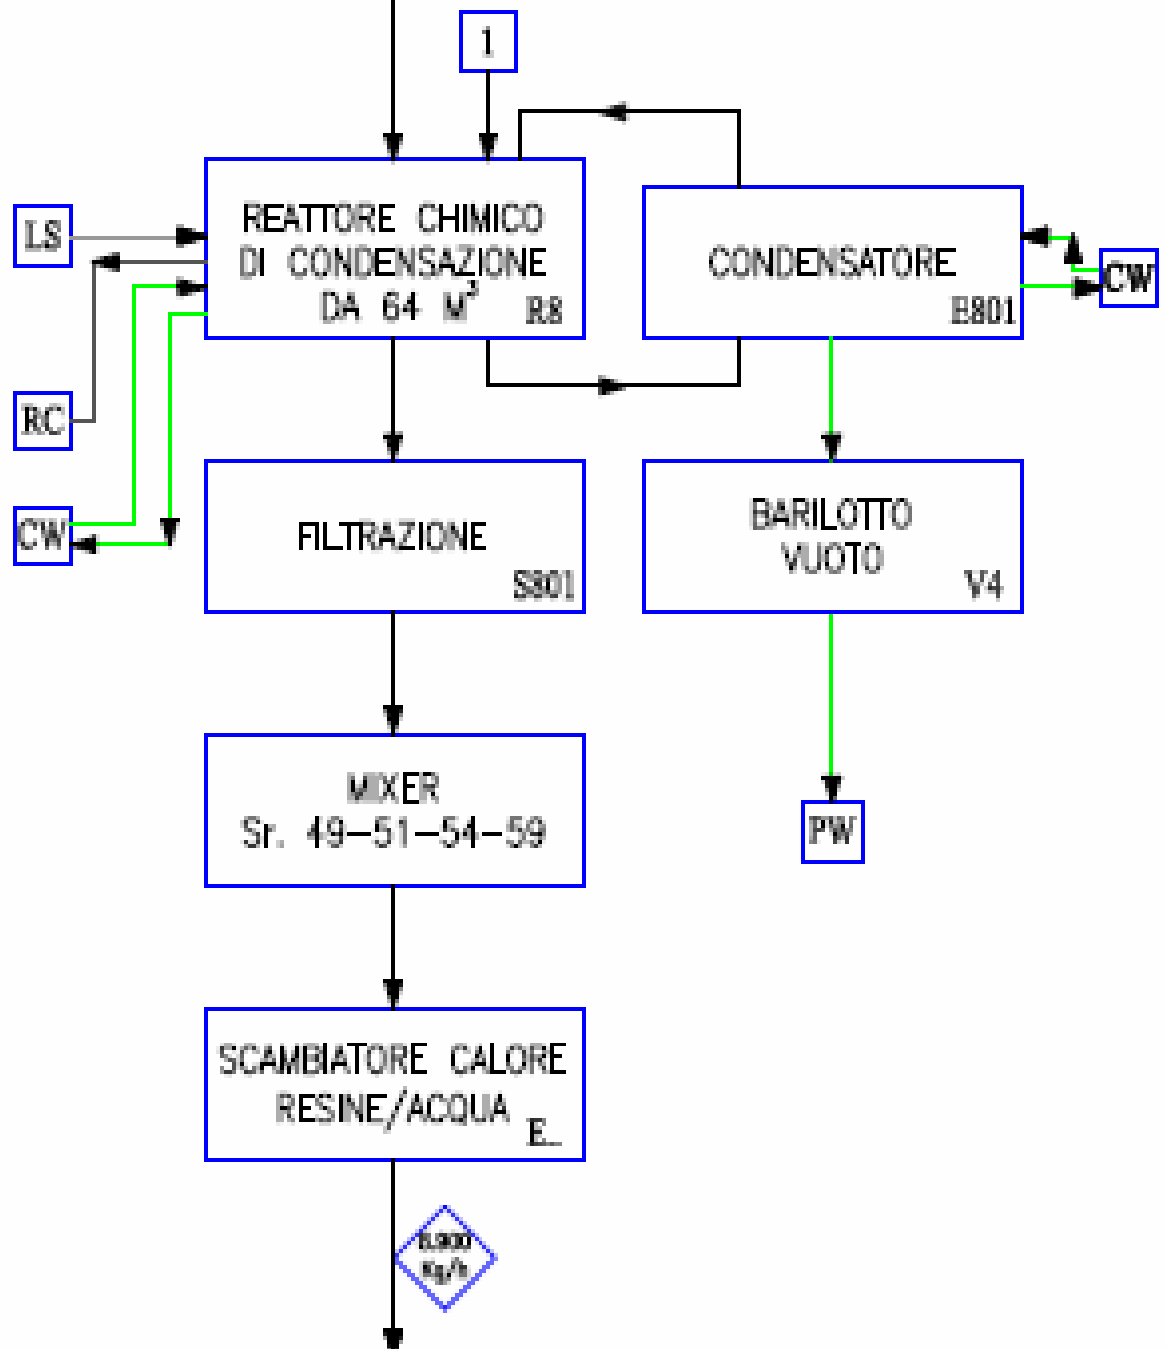 1
LS
REATTORE CHIMICO
DI CONDENSAZIONE
DA 64 M³
R8
CONDENSATORE
E801
CW
RC
CW
FILTRAZIONE
S801
BARILOTTO
VUOTO
V4
MIXER
Sr. 49-51-54-59
PW
SCAMBIATORE CALORE
RESINE/ACQUA
E_
Kg/h